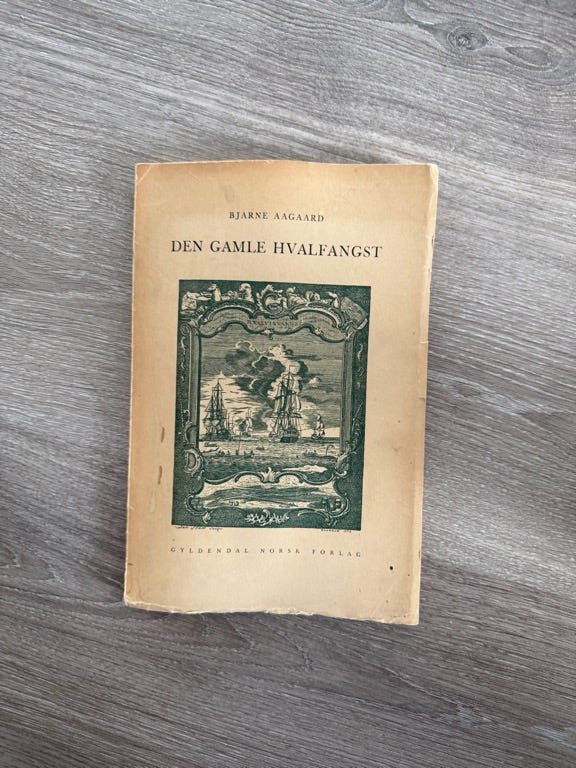 BJARNE AAGAARD
DEN GAMLE HVALFANGST
GYLDENDAL NORSK FORLAG